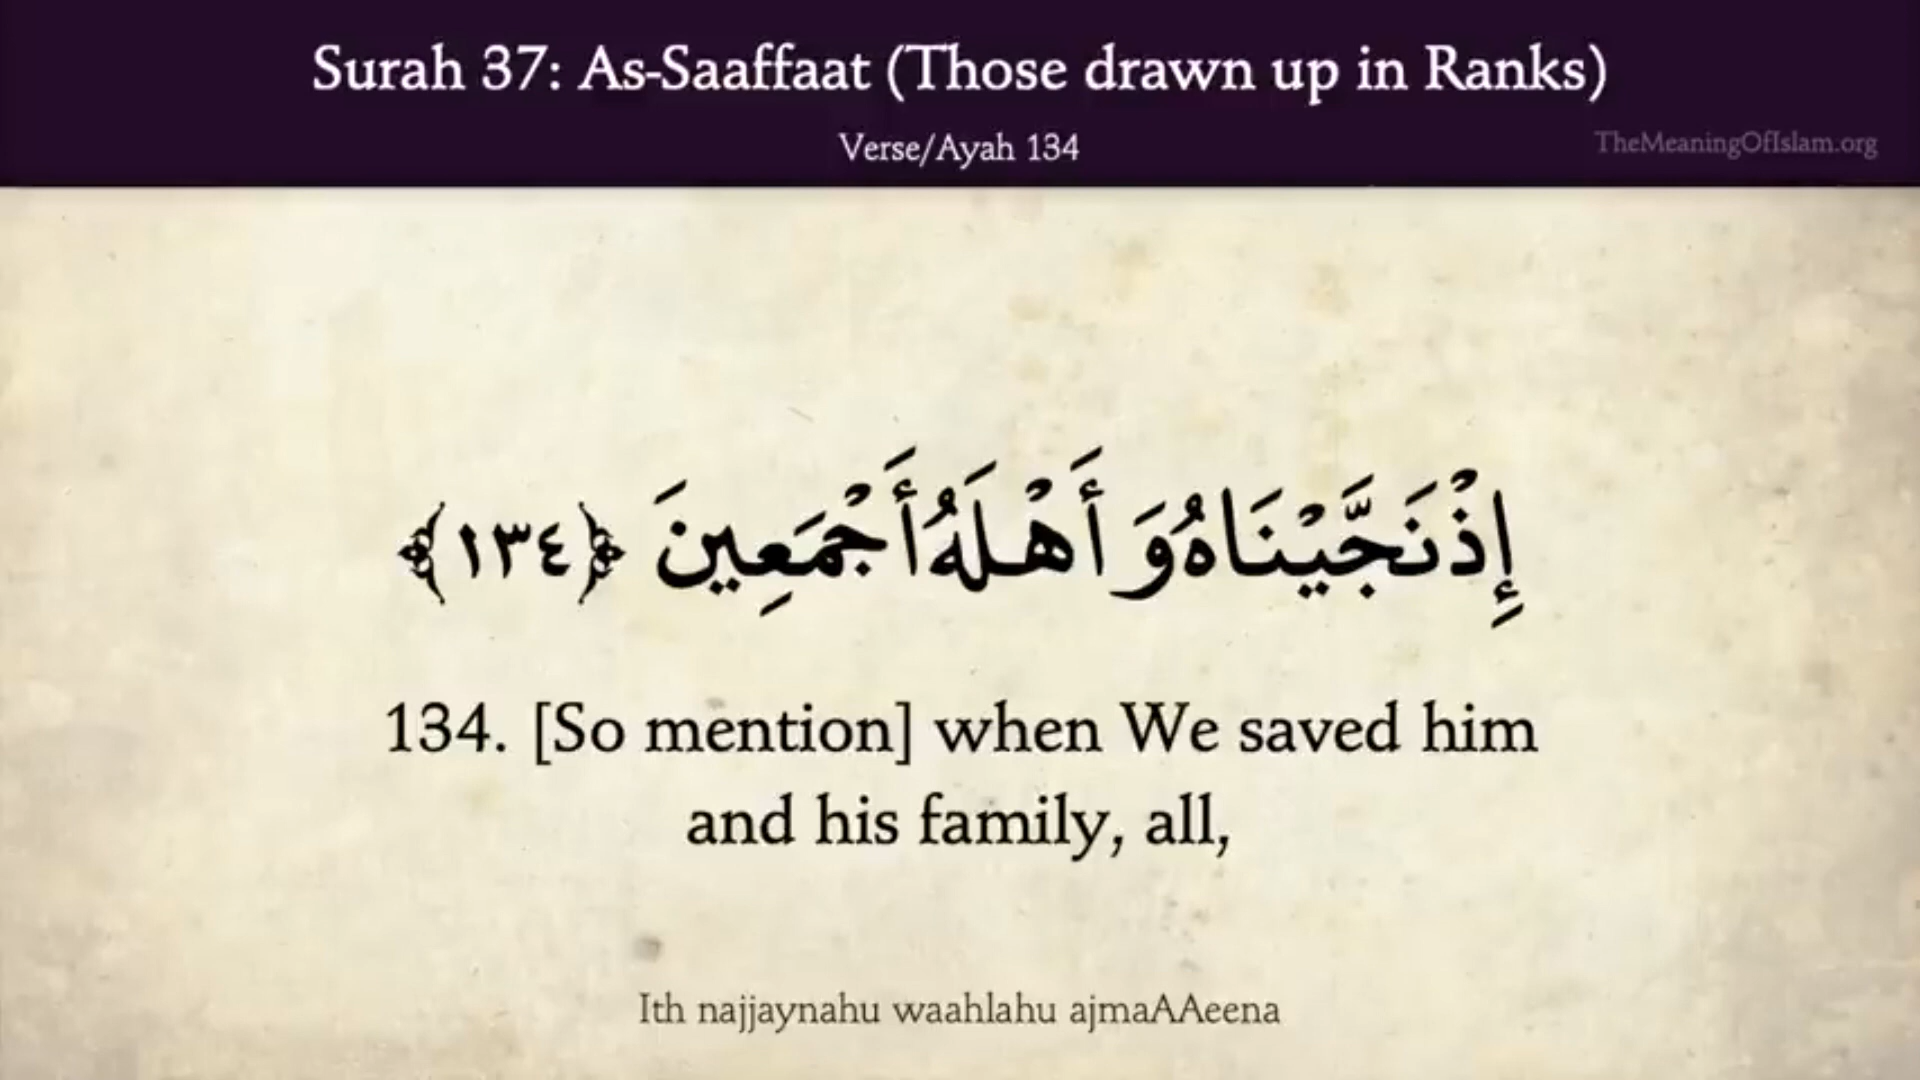 Surah 37: As-Saaffaat (Those drawn up in Ranks)
Verse/Ayah 134
TheMeaningOfIslam.org
إِذْ نَجَّيْنَاهُ وَ أَهْلَهُ أَجْمَعِينَ ﴿١٣٤﴾
134. [So mention] when We saved him
and his family, all,
Ith najjaynahu waahlahu ajmaAAeena